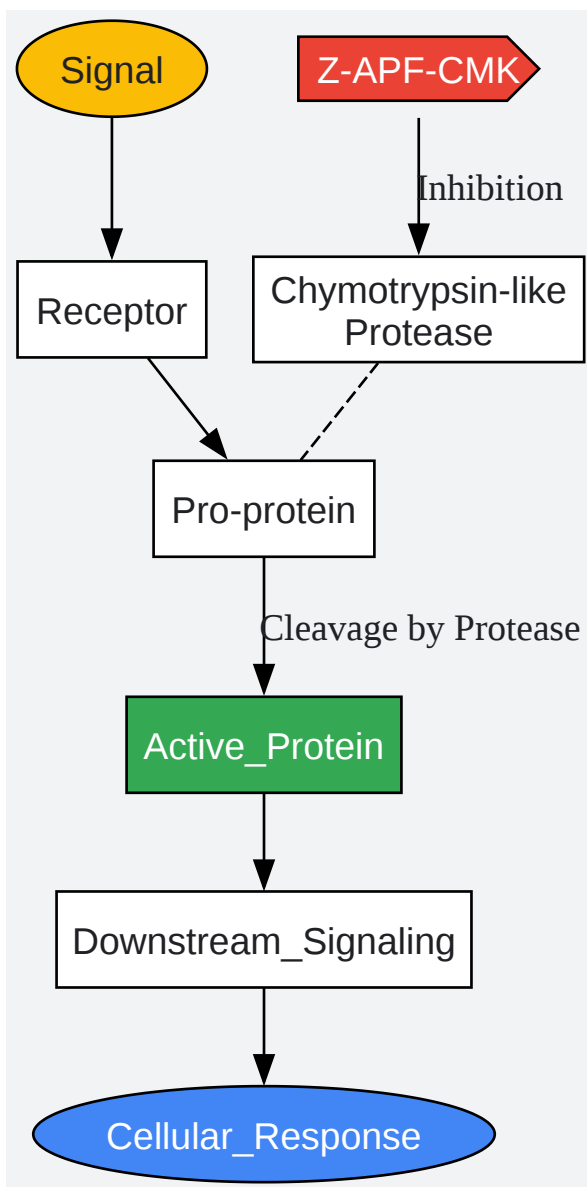 Signal
Z-APF-CMK
Inhibition
Receptor
Chymotrypsin-like
Protease
Pro-protein
Cleavage by Protease
Active_Protein
Downstream_Signaling
Cellular_Response